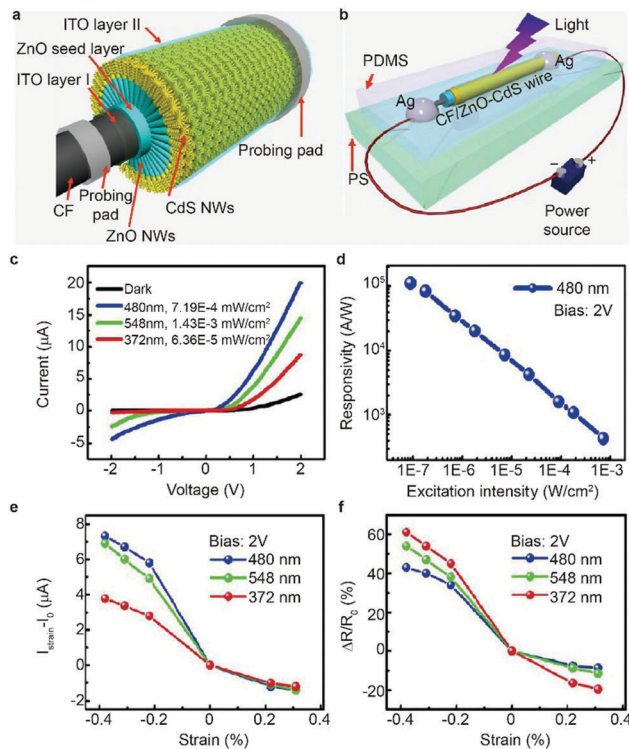 a
ITO layer II
ZnO seed layer
ITO layer I
Probing pad
CF
Probing pad
CdS NWs
ZnO NWs
b
Light
PDMS
Ag
Ag
CF/ZnO-CdS wire
PS
Power source
c
Dark
480nm, 7.19E-4 mW/cm²
548nm, 1.43E-3 mW/cm²
372nm, 6.36E-5 mW/cm²
Current (μA)
20
15
10
5
0
-5
-2
-1
0
1
2
Voltage (V)
d
480 nm
Bias: 2V
Responsivity (A/W)
10⁵
10⁴
10³
1E-7
1E-6
1E-5
1E-4
1E-3
Excitation intensity (W/cm²)
e
Bias: 2V
480 nm
548 nm
372 nm
I strain-I₀ (μA)
8
6
4
2
0
-2
-0.4
-0.2
0
0.2
0.4
Strain (%)
f
Bias: 2V
480 nm
548 nm
372 nm
ΔR/R₀ (%)
60
40
20
0
-20
-0.4
-0.2
0
0.2
0.4
Strain (%)